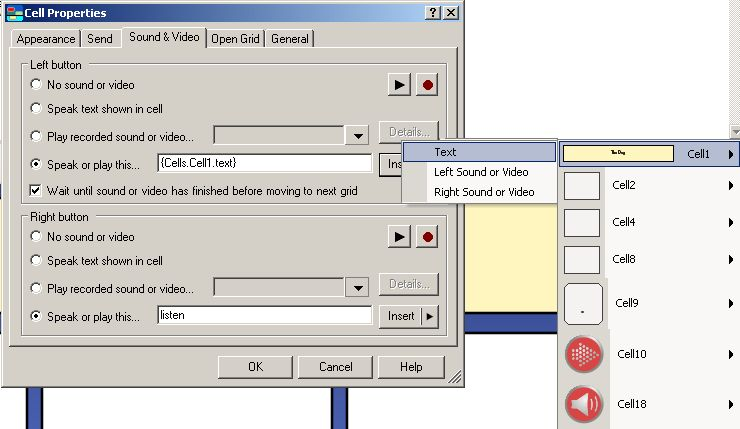 Cell Properties
Appearance Send Sound & Video Open Grid General
Left button
No sound or video
Speak text shown in cell
Play recorded sound or video...
Details...
Speak or play this... {Cells.Cell1.text} Ins
Wait until sound or video has finished before moving to next grid
Right button
No sound or video
Speak text shown in cell
Play recorded sound or video... Details...
Speak or play this... listen Insert
OK Cancel Help
Text
Left Sound or Video
Right Sound or Video
The Dog Cell1
Cell2
Cell4
Cell8
. Cell9
Cell10
Cell18